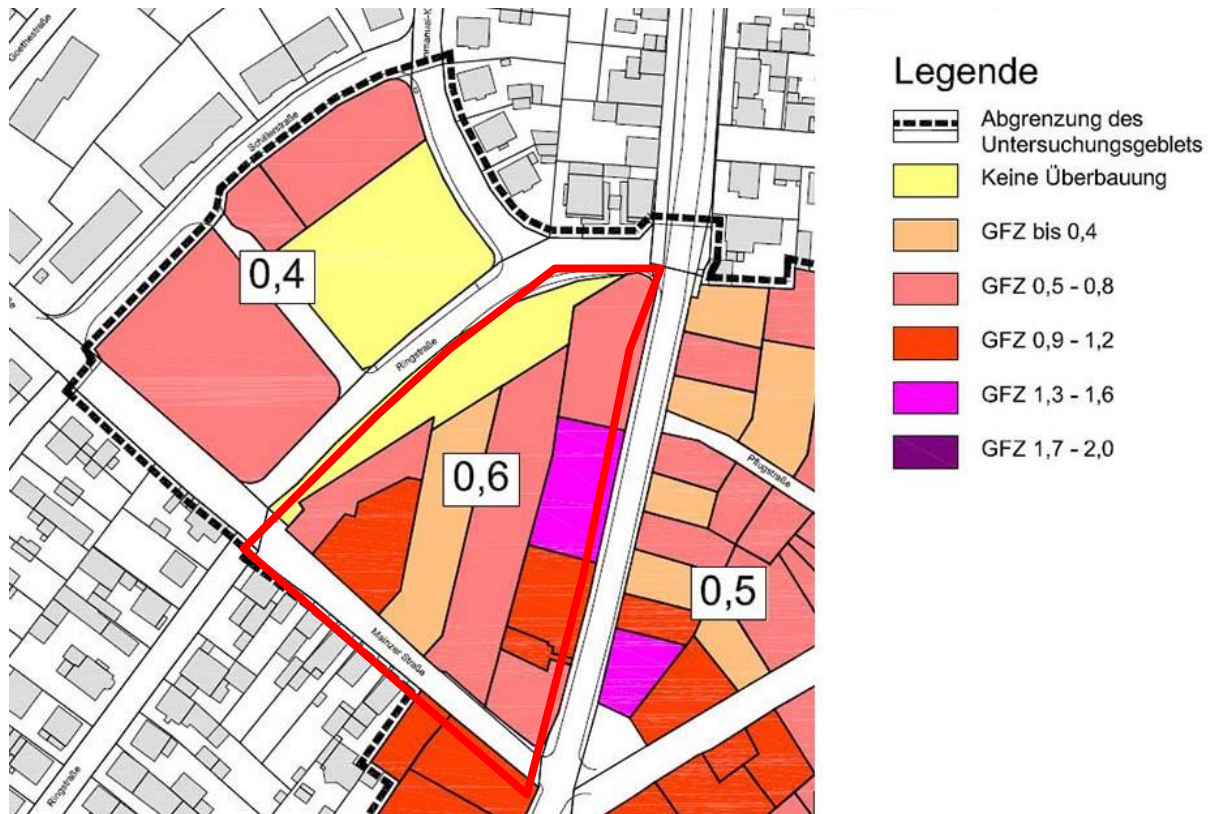 Goethestraße
Schillerstraße
0,4
Ringstraße
0,6
Pflugstraße
0,5
Mainzer Straße
Ringstraße
Legende
Abgrenzung des
Untersuchungsgebiets
Keine Überbauung
GFZ bis 0,4
GFZ 0,5 - 0,8
GFZ 0,9 - 1,2
GFZ 1,3 - 1,6
GFZ 1,7 - 2,0